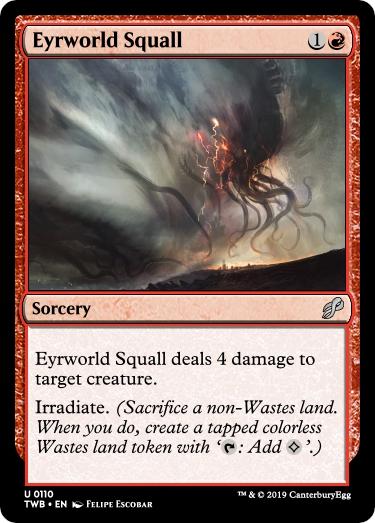 Eyrworld Squall 1
Sorcery
Eyrworld Squall deals 4 damage to
target creature.
Irradiate. (Sacrifice a non-Wastes land.
When you do, create a tapped colorless
Wastes land token with ‘: Add ’.)
U 0110
TWB • EN Felipe Escobar
™ & © 2019 CanterburyEgg